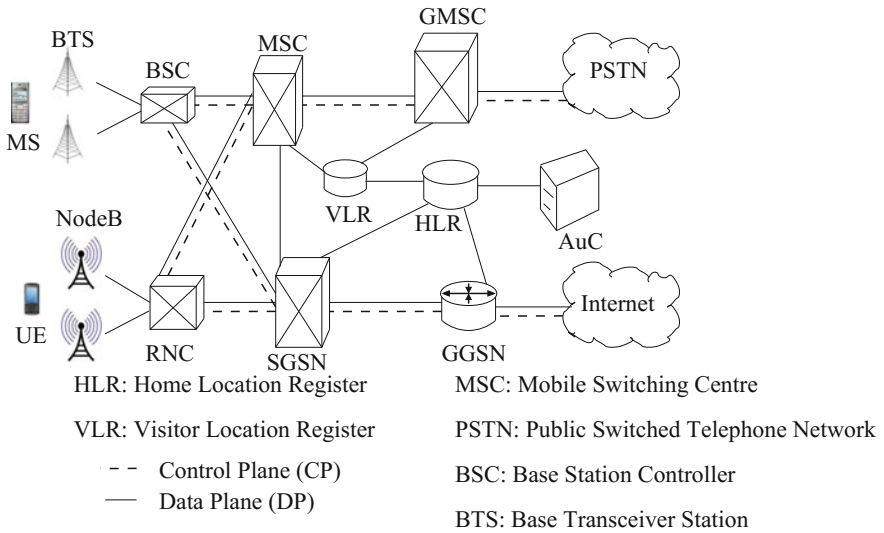 GMSC
BTS
MSC
BSC
PSTN
MS
VLR
HLR
NodeB
AuC
Internet
UE
RNC
SGSN
GGSN
HLR: Home Location Register
MSC: Mobile Switching Centre
VLR: Visitor Location Register
PSTN: Public Switched Telephone Network
Control Plane (CP)
BSC: Base Station Controller
Data Plane (DP)
BTS: Base Transceiver Station